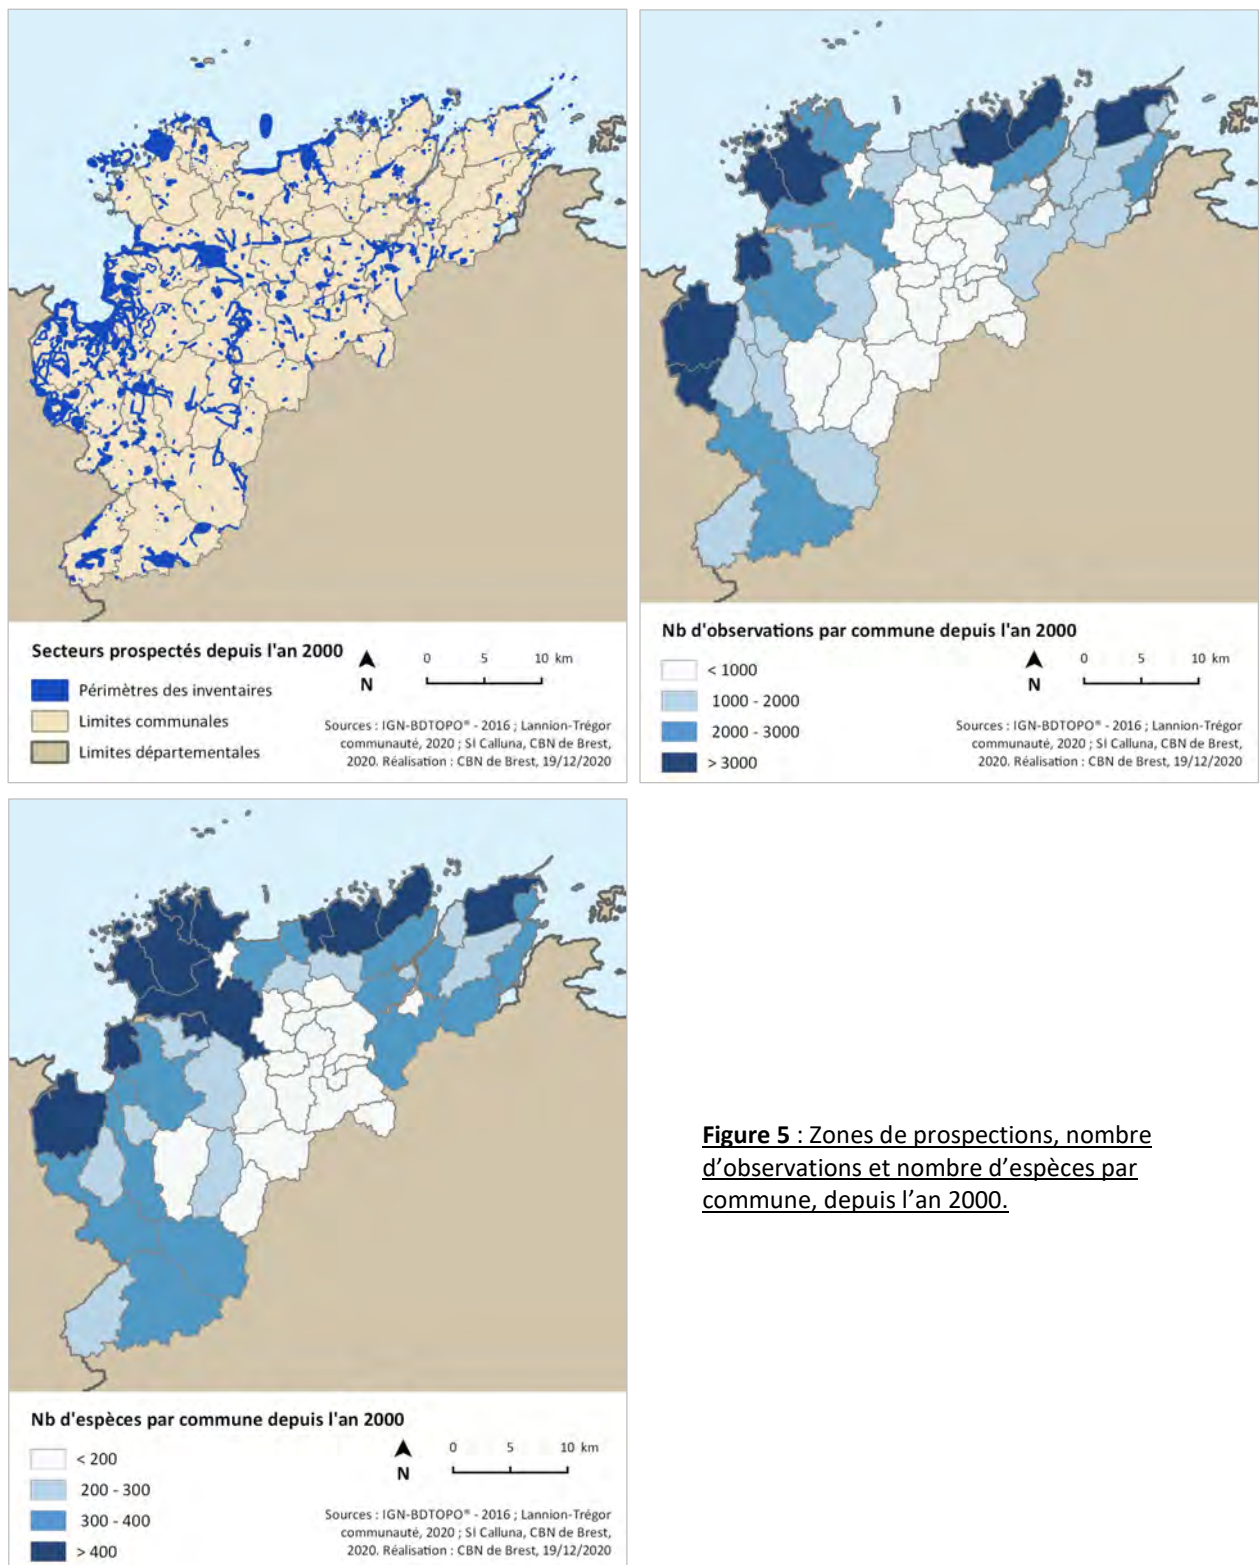 Secteurs prospectés depuis l'an 2000
N
0 5 10 km
Périmètres des inventaires
Limites communales
Limites départementales
Sources : IGN-BDTOPO® - 2016 ; Lannion-Trégor
communauté, 2020 ; SI Calluna, CBN de Brest,
2020. Réalisation : CBN de Brest, 19/12/2020
Nb d'observations par commune depuis l'an 2000
N
0 5 10 km
< 1000
1000 - 2000
2000 - 3000
> 3000
Sources : IGN-BDTOPO® - 2016 ; Lannion-Trégor
communauté, 2020 ; SI Calluna, CBN de Brest,
2020. Réalisation : CBN de Brest, 19/12/2020
Nb d'espèces par commune depuis l'an 2000
N
0 5 10 km
< 200
200 - 300
300 - 400
> 400
Sources : IGN-BDTOPO® - 2016 ; Lannion-Trégor
communauté, 2020 ; SI Calluna, CBN de Brest,
2020. Réalisation : CBN de Brest, 19/12/2020
Figure 5 : Zones de prospections, nombre
d’observations et nombre d’espèces par
commune, depuis l’an 2000.